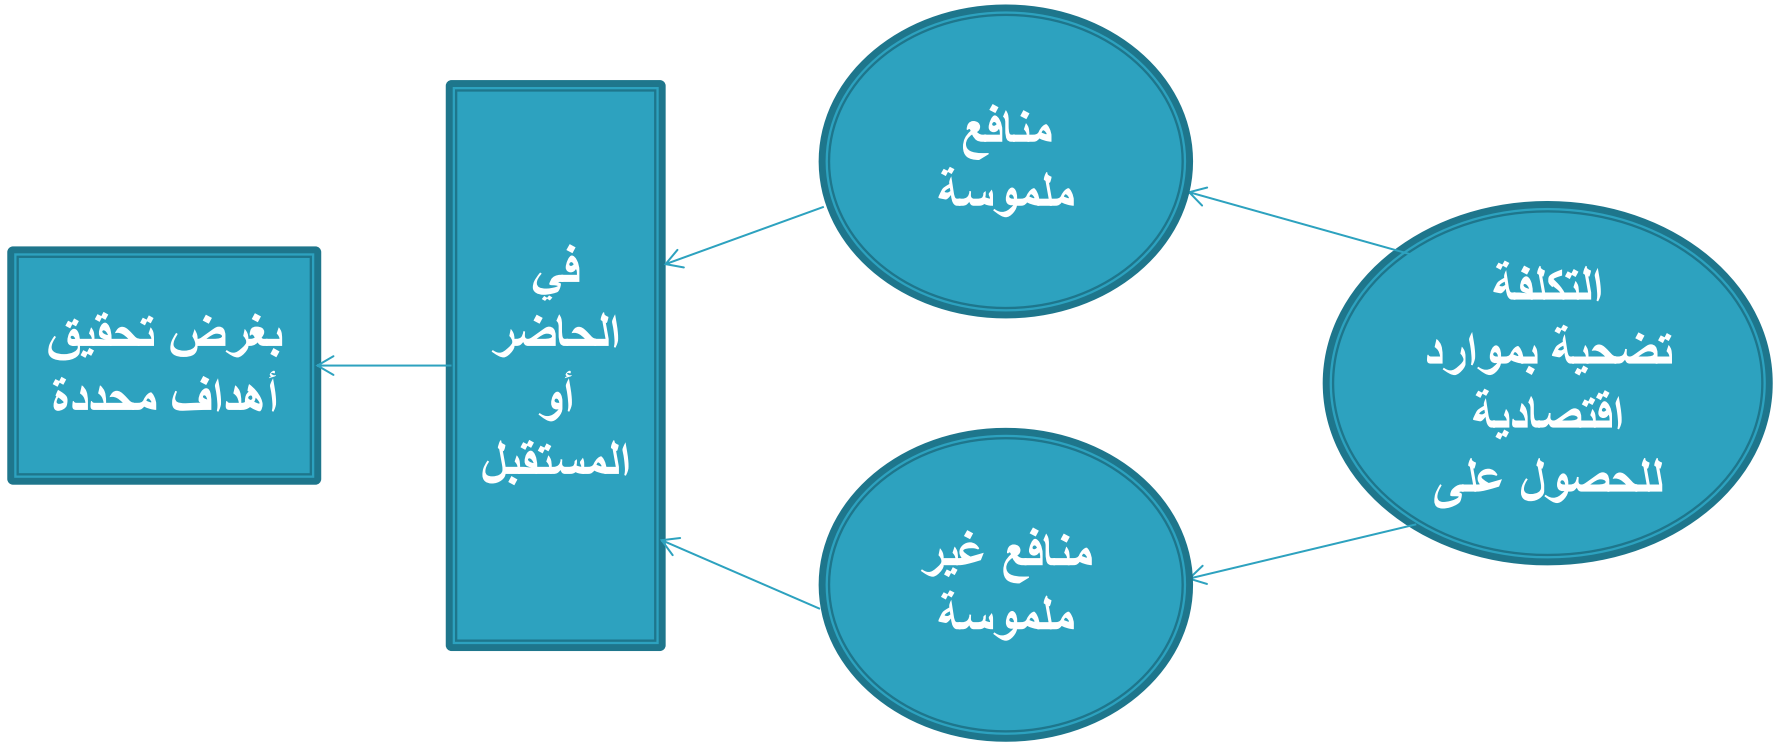 التكلفة
تضحية بموارد
اقتصادية
للحصول على
منافع
ملموسة
منافع غير
ملموسة
في
الحاضر
أو
المستقبل
بغرض تحقيق
أهداف محددة